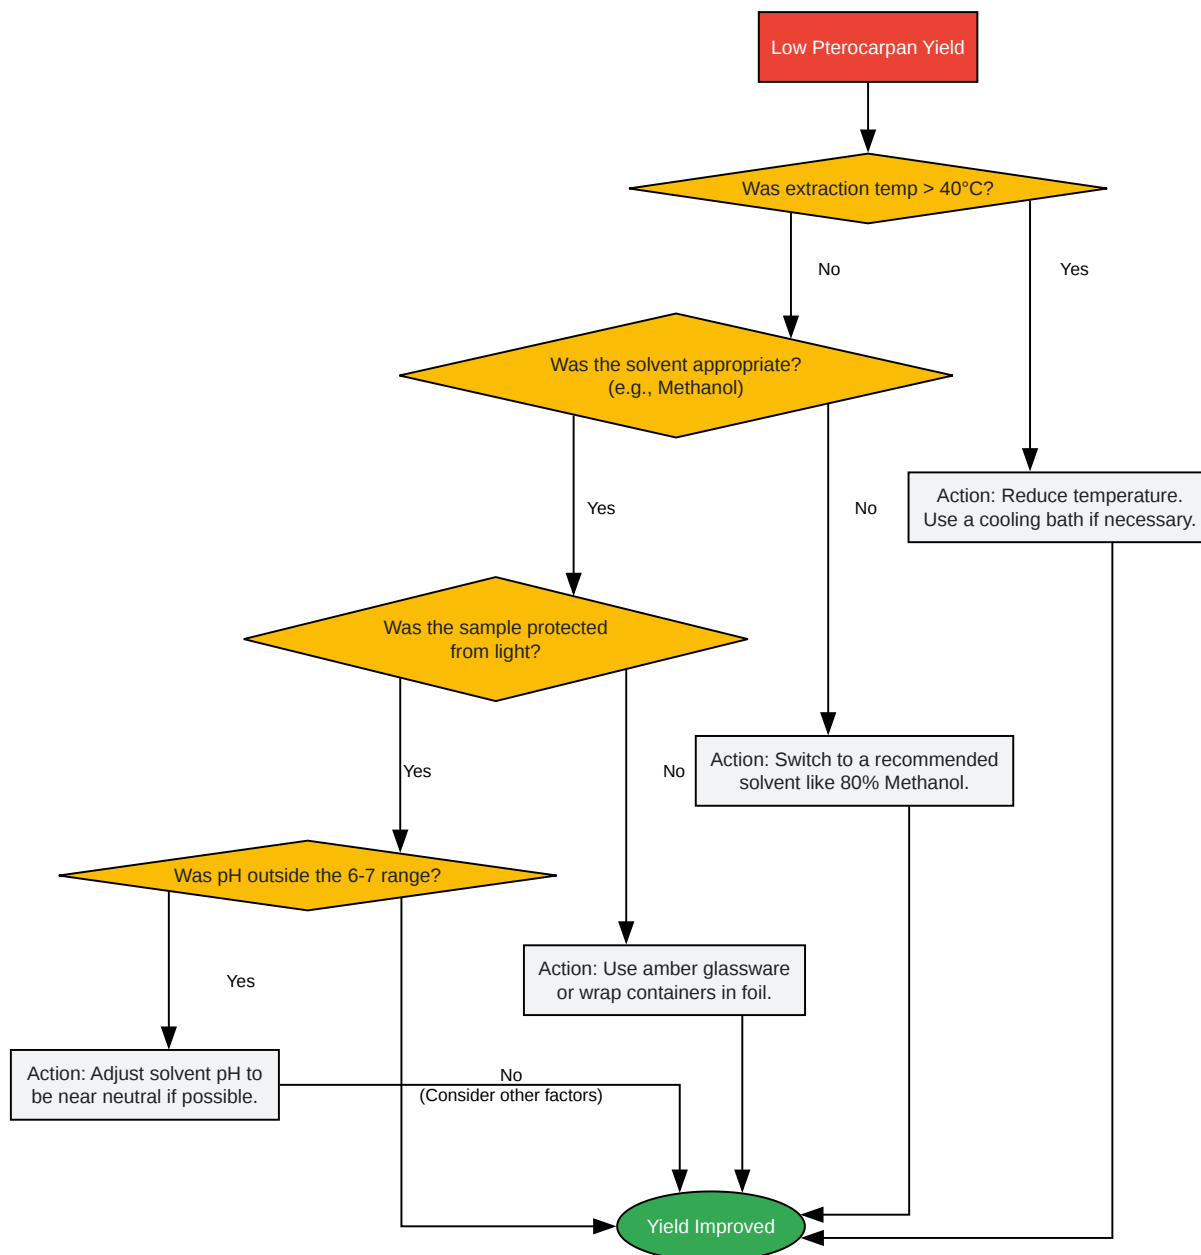 Low Pterocarpan Yield
Was extraction temp > 40°C?
No
Yes
Was the solvent appropriate?
(e.g., Methanol)
Yes
No
Action: Reduce temperature.
Use a cooling bath if necessary.
Was the sample protected
from light?
Yes
No
Action: Switch to a recommended
solvent like 80% Methanol.
Was pH outside the 6-7 range?
Yes
Action: Use amber glassware
or wrap containers in foil.
Action: Adjust solvent pH to
be near neutral if possible.
No
(Consider other factors)
Yield Improved